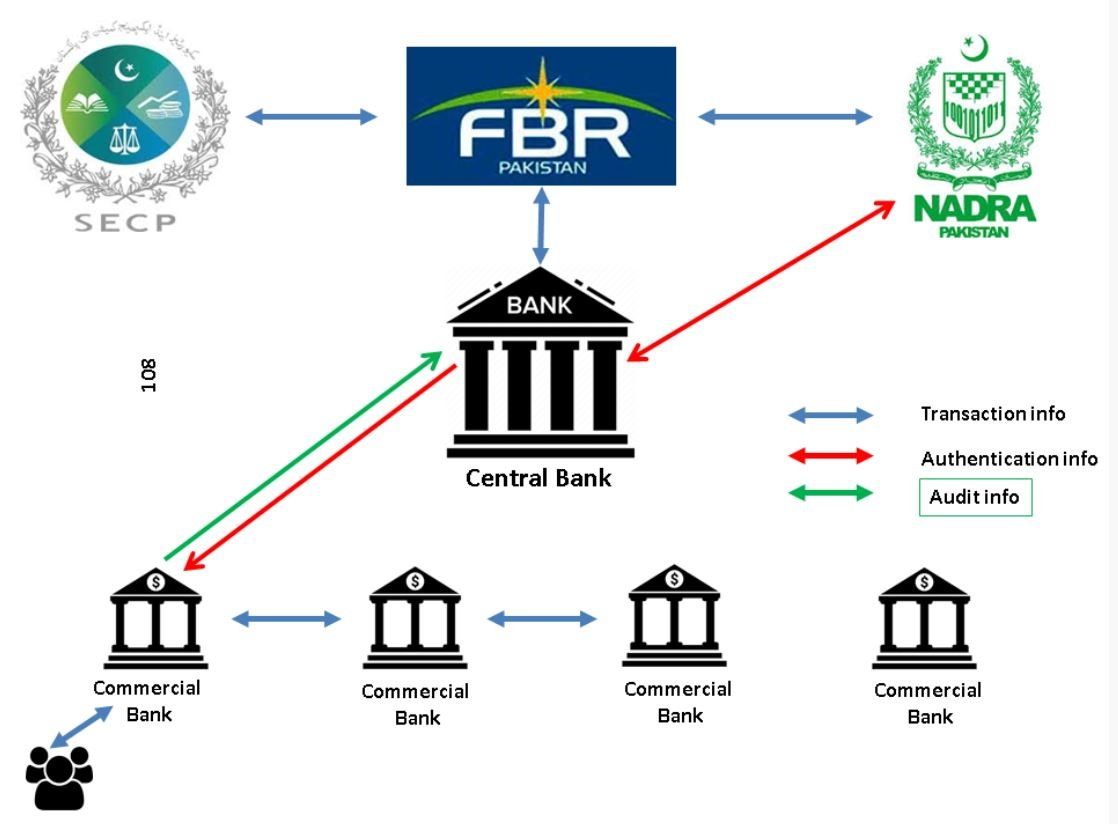 SECP
FBR
PAKISTAN
1001011011
NADRA
PAKISTAN
BANK
108
Central Bank
Transaction info
Authentication info
Audit info
$
$
$
$
Commercial
Bank
Commercial
Bank
Commercial
Bank
Commercial
Bank